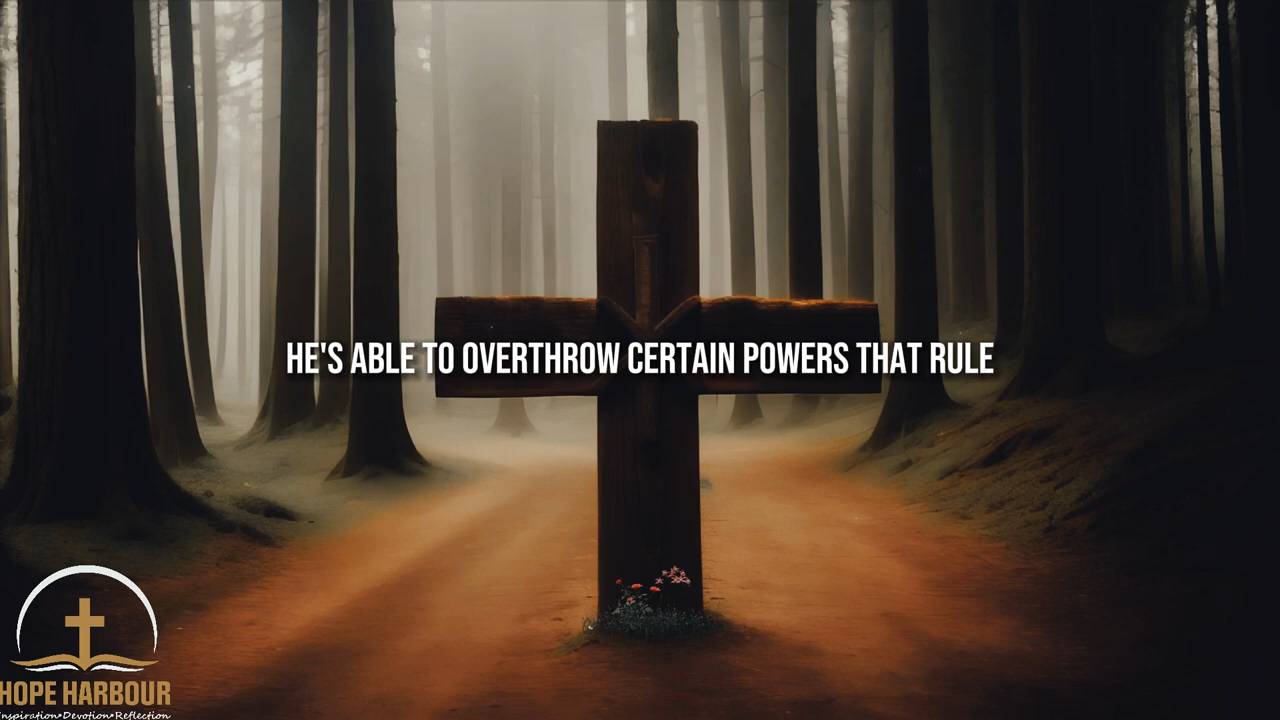 HE'S ABLE TO OVERTHROW CERTAIN POWERS THAT RULE
HOPE HARBOUR
Inspiration•Devotion•Reflection